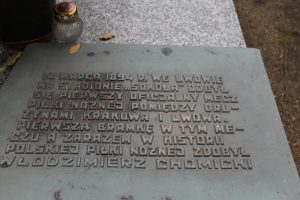 14 MARCA 1894 R. WE LWOWIE
NA STADIONIE "SOKOŁA" ODBYŁ
SIĘ PIERWSZY OFICJALNY MECZ
PIŁKI NOŻNEJ POMIĘDZY DRU-
ŻYNAMI KRAKOWA I LWOWA.
PIERWSZĄ BRAMKĘ W TYM ME-
CZU A ZARAZEM W HISTORII
POLSKIEJ PIŁKI NOŻNEJ ZDOBYŁ
WŁODZIMIERZ CHOMICKI